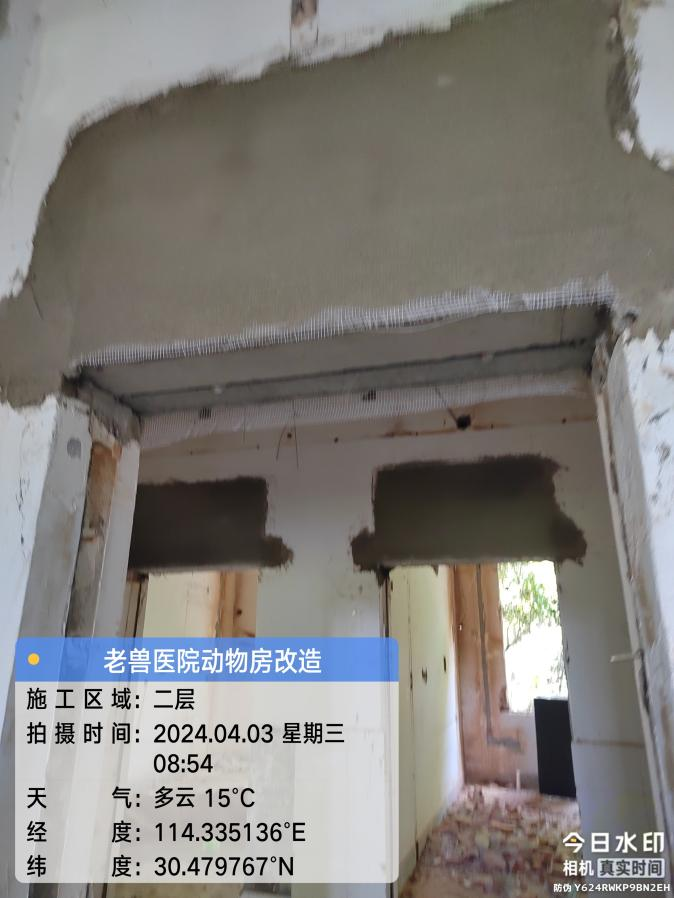 老兽医院动物房改造
施工区域：二层
拍摄时间：2024.04.03 星期三
08:54
天气：多云 15°C
经度：114.335136°E
纬度：30.479767°N
今日水印
相机 真实时间
防伪 Y624RWKP9BN2EH